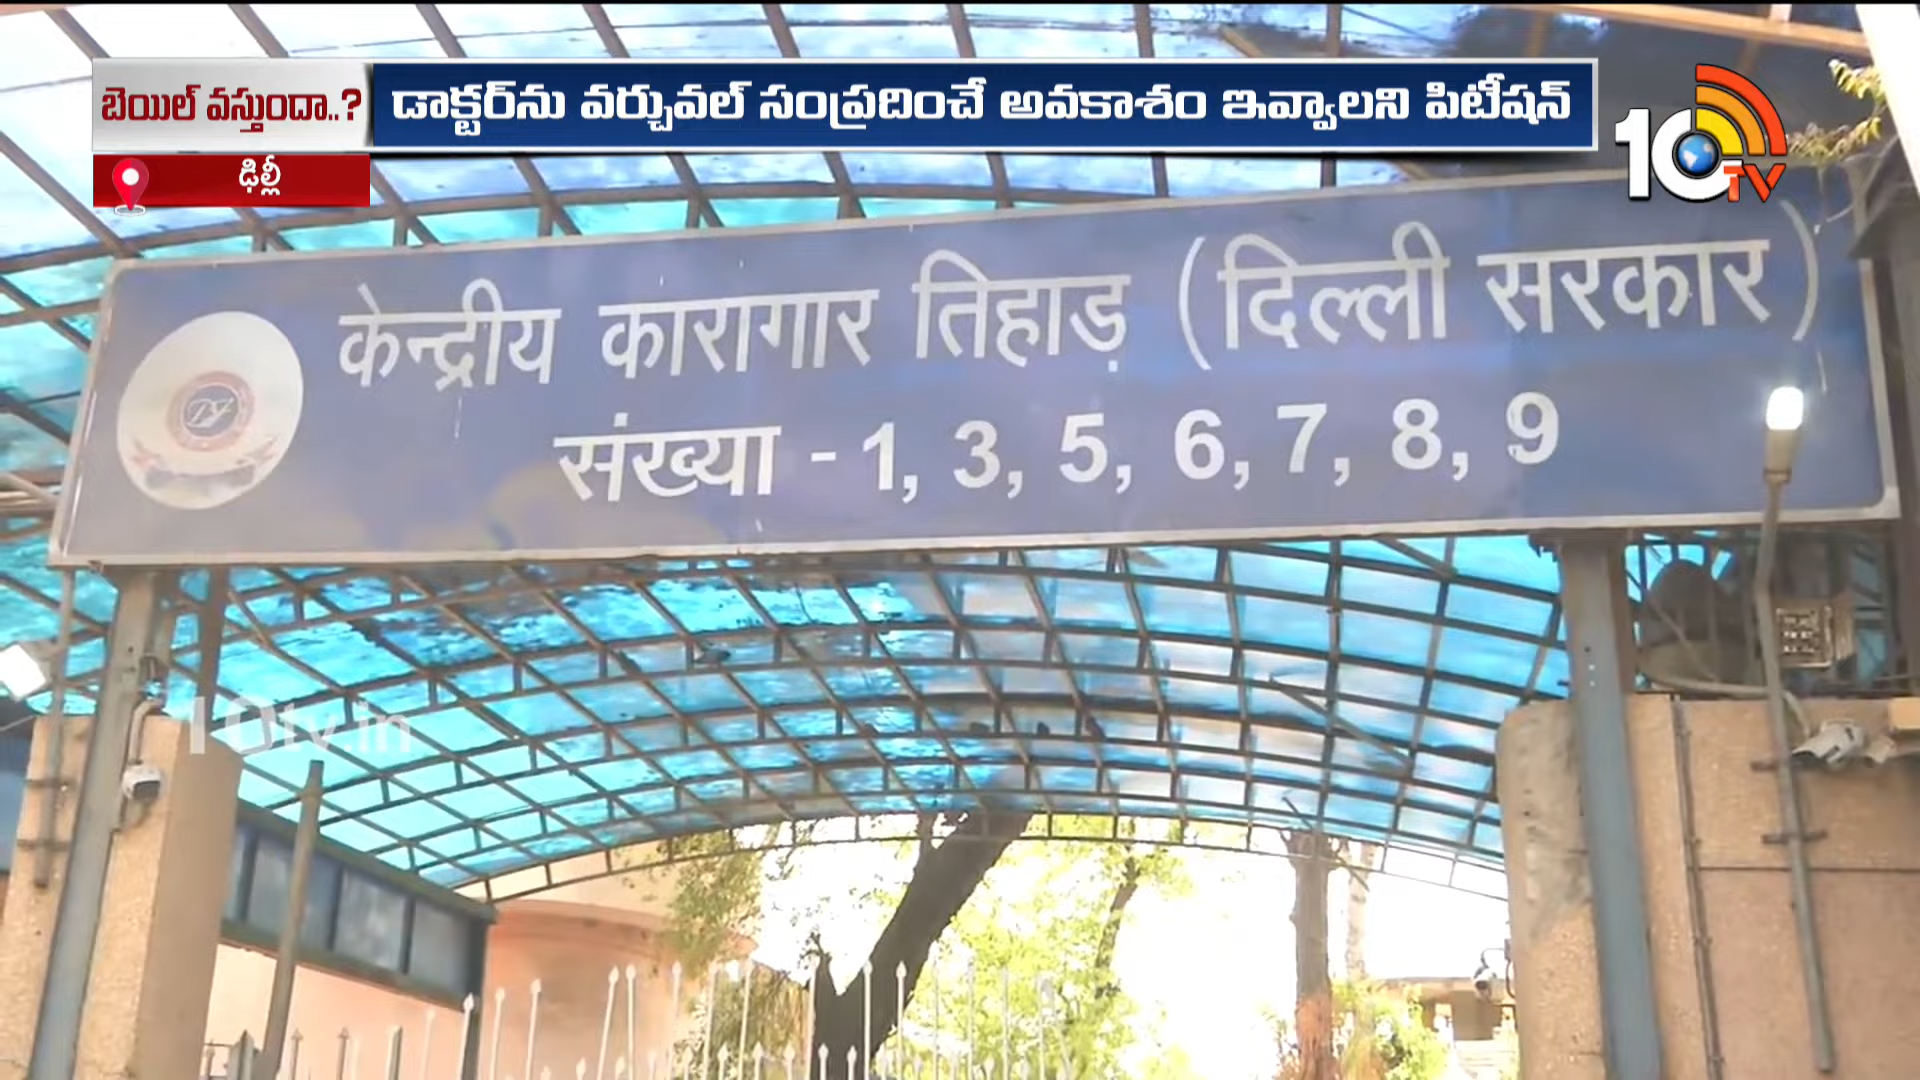 బెయిల్ వస్తుందా..?
డాక్టర్‌ను వర్చువల్ సంప్రదించే అవకాశం ఇవ్వాలని పిటీషన్
10TV
ఢిల్లీ
केन्द्रीय कारागार तिहाड़ (दिल्ली सरकार)
संख्या - 1, 3, 5, 6, 7, 8, 9
10tv.in